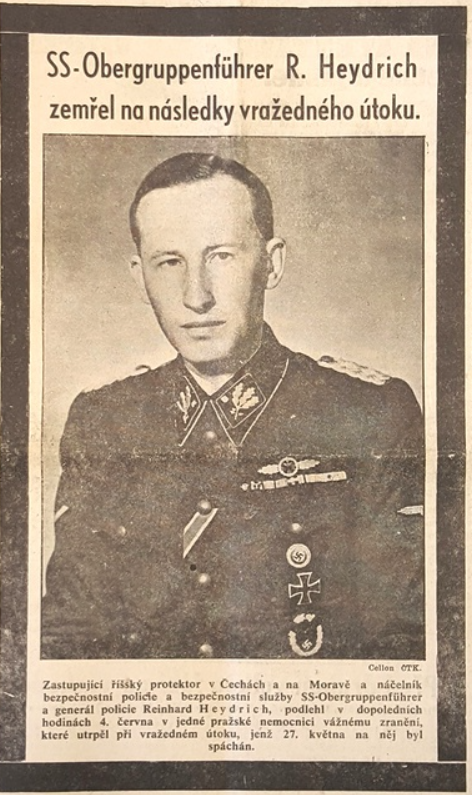 SS-Obergruppenführer R. Heydrich
zemřel na následky vražedného útoku.
Cellon ČTK.
Zastupující říšský protektor v Čechách a na Moravě a náčelník
bezpečnostní policie a bezpečnostní služby SS-Obergruppenführer
a generál policie Reinhard Heydrich, podlehl v dopoledních
hodinách 4. června v jedné pražské nemocnici vážnému zranění,
které utrpěl při vražedném útoku, jenž 27. května na něj byl
spáchán.